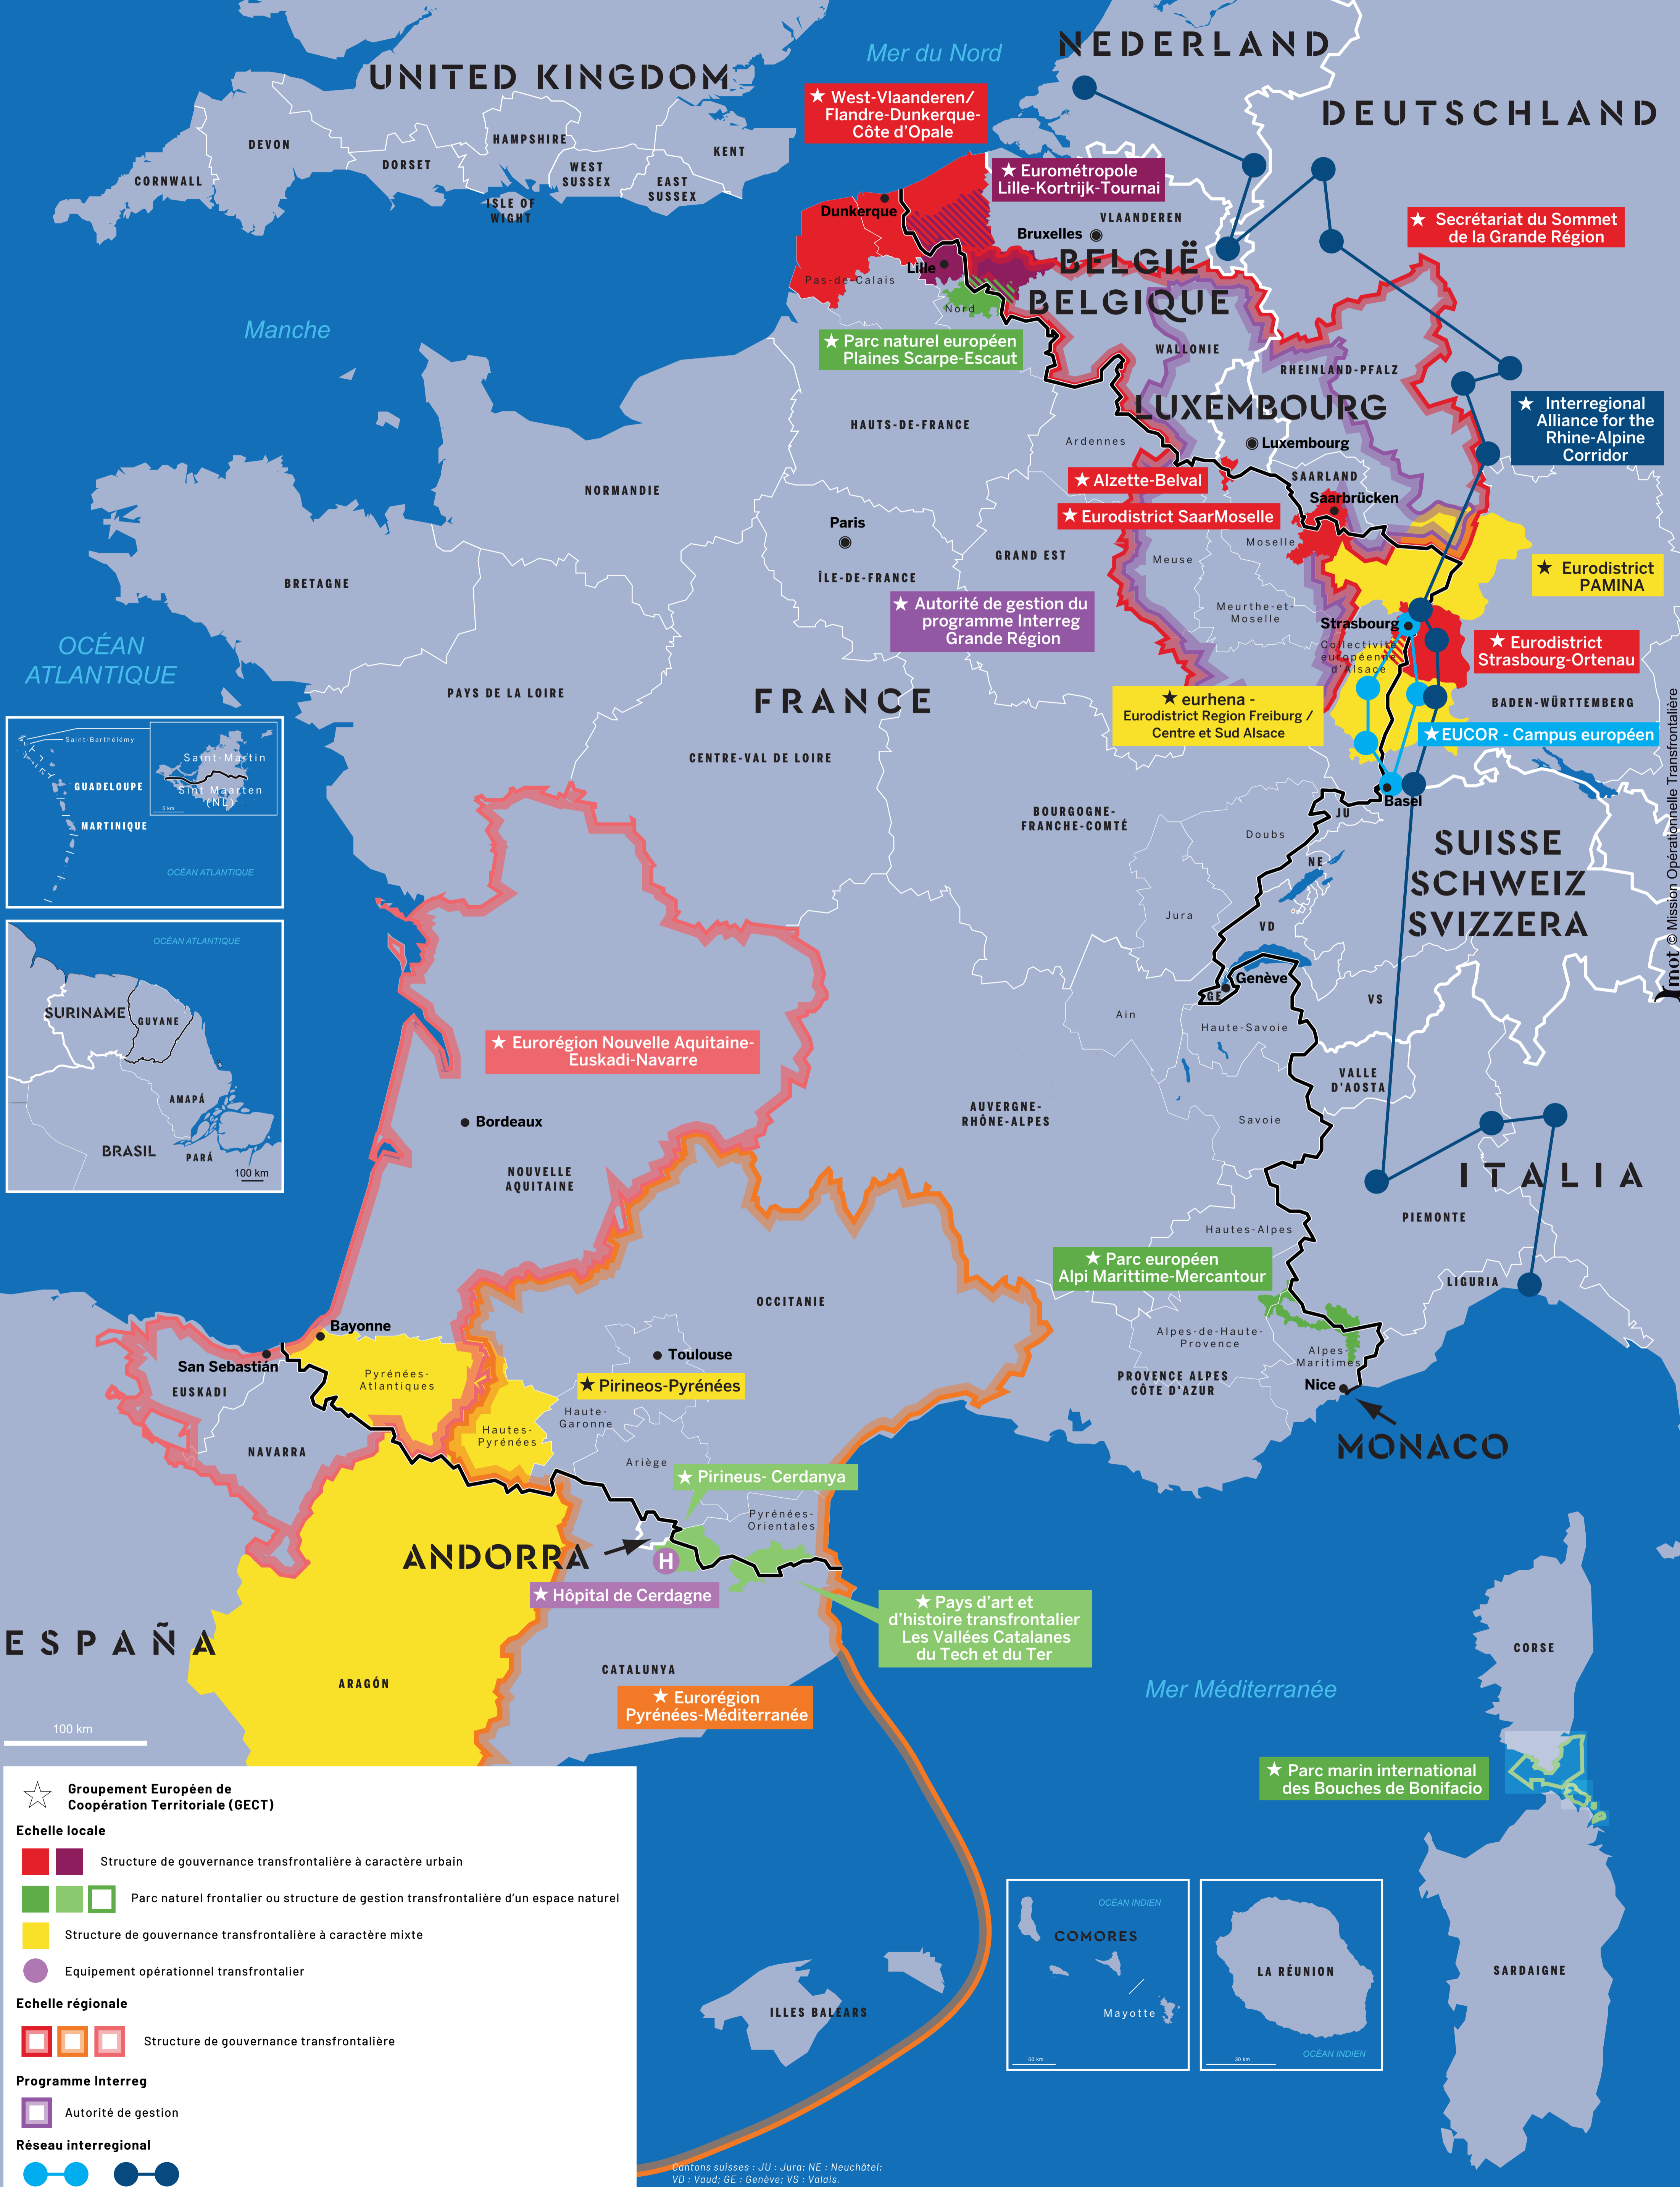 Mer du Nord
NEDERLAND
UNITED KINGDOM
DEUTSCHLAND
★ West-Vlaanderen/
Flandre-Dunkerque-
Côte d'Opale
DEVON
DORSET
HAMPSHIRE
WEST
SUSSEX
EAST
SUSSEX
KENT
CORNWALL
ISLE OF
WIGHT
★ Eurométropole
Lille-Kortrijk-Tournai
Dunkerque
VLAANDEREN
Bruxelles
★ Secrétariat du Sommet
de la Grande Région
Lille
BELGIË
BELGIQUE
Pas-de-Calais
Nord
Manche
★ Parc naturel européen
Plaines Scarpe-Escaut
WALLONIE
RHEINLAND-PFALZ
LUXEMBOURG
★ Interregional
Alliance for the
Rhine-Alpine
Corridor
HAUTS-DE-FRANCE
Ardennes
Luxembourg
★ Alzette-Belval
SAARLAND
Saarbrücken
NORMANDIE
★ Eurodistrict SaarMoselle
Paris
Moselle
GRAND EST
Meuse
BRETAGNE
ÎLE-DE-FRANCE
★ Eurodistrict
PAMINA
★ Autorité de gestion du
programme Interreg
Grande Région
Meurthe-et-
Moselle
Strasbourg
Collectivité
européenne
d'Alsace
★ Eurodistrict
Strasbourg-Ortenau
OCÉAN
ATLANTIQUE
PAYS DE LA LOIRE
FRANCE
★ eurhena -
Eurodistrict Region Freiburg /
Centre et Sud Alsace
BADEN-WÜRTTEMBERG
★EUCOR - Campus européen
Saint-Barthélémy
Saint-Martin
Sint Maarten
(NL)
5 km
GUADELOUPE
MARTINIQUE
OCÉAN ATLANTIQUE
CENTRE-VAL DE LOIRE
Basel
BOURGOGNE-
FRANCHE-COMTÉ
JU
Doubs
NE
SUISSE
SCHWEIZ
SVIZZERA
Jura
VD
OCÉAN ATLANTIQUE
SURINAME
GUYANE
AMAPÁ
BRASIL
PARÁ
100 km
Genève
GE
VS
Ain
Haute-Savoie
★ Eurorégion Nouvelle Aquitaine-
Euskadi-Navarre
VALLE
D'AOSTA
AUVERGNE-
RHÔNE-ALPES
Savoie
Bordeaux
NOUVELLE
AQUITAINE
ITALIA
PIEMONTE
Hautes-Alpes
★ Parc européen
Alpi Marittime-Mercantour
LIGURIA
OCCITANIE
Bayonne
San Sebastián
EUSKADI
Pyrénées-
Atlantiques
Toulouse
Alpes-de-Haute-
Provence
Alpes
Maritimes
PROVENCE ALPES
CÔTE D'AZUR
Nice
★ Pirineos-Pyrénées
Haute-
Garonne
Hautes-
Pyrénées
NAVARRA
MONACO
Ariège
★ Pirineus- Cerdanya
Pyrénées-
Orientales
ANDORRA
H
★ Hôpital de Cerdagne
★ Pays d'art et
d'histoire transfrontalier
Les Vallées Catalanes
du Tech et du Ter
ESPAÑA
CORSE
CATALUNYA
ARAGÓN
Mer Méditerranée
★ Eurorégion
Pyrénées-Méditerranée
100 km
★ Parc marin international
des Bouches de Bonifacio
Groupement Européen de
Coopération Territoriale (GECT)
Echelle locale
Structure de gouvernance transfrontalière à caractère urbain
Parc naturel frontalier ou structure de gestion transfrontalière d'un espace naturel
Structure de gouvernance transfrontalière à caractère mixte
Equipement opérationnel transfrontalier
Echelle régionale
Structure de gouvernance transfrontalière
Programme Interreg
Autorité de gestion
Réseau interregional
OCÉAN INDIEN
COMORES
Mayotte
60 km
LA RÉUNION
OCÉAN INDIEN
30 km
SARDAIGNE
ILLES BALEARS
Cantons suisses : JU : Jura; NE : Neuchâtel;
VD : Vaud; GE : Genève; VS : Valais.
mot © Mission Opérationnelle Transfrontalière